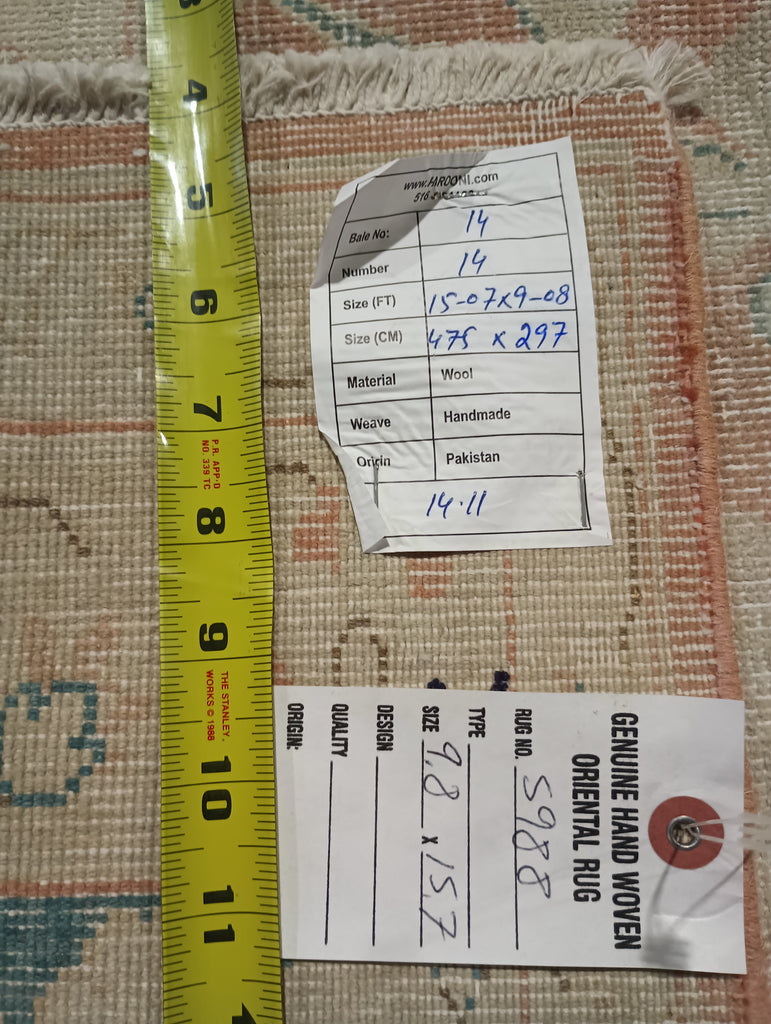 3
4
5
6
7
P.R. APP-D
NO. 339 TC
8
9
THE STANLEY
WORKS © 1988
10
11
www.HAROONI.com
516
Bale No: 14
Number 14
Size (FT) 15-07x9-08
Size (CM) 475 x 297
Material Wool
Weave Handmade
Origin Pakistan
14.11
GENUINE HAND WOVEN
ORIENTAL RUG
RUG NO. 5988
TYPE
SIZE 9.8 x 15.7
DESIGN
QUALITY
ORIGIN: